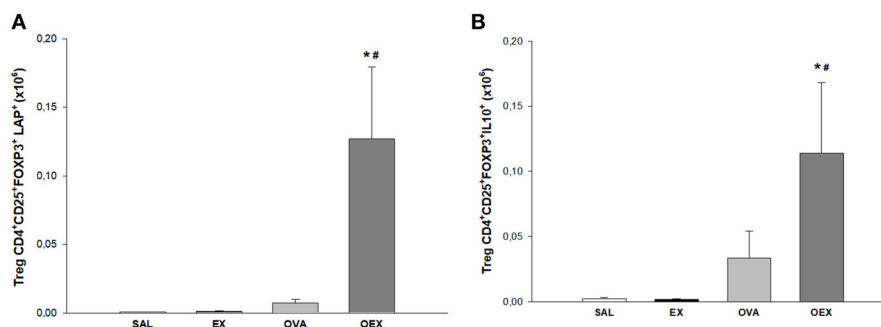 A
Treg CD4⁺CD25⁺FOXP3⁺ LAP⁺ (x10⁶)
0,20
0,15
0,10
0,05
0,00
*#
SAL EX OVA OEX
B
Treg CD4⁺CD25⁺FOXP3⁺IL10⁺ (x10⁶)
0,20
0,15
0,10
0,05
0,00
*#
SAL EX OVA OEX